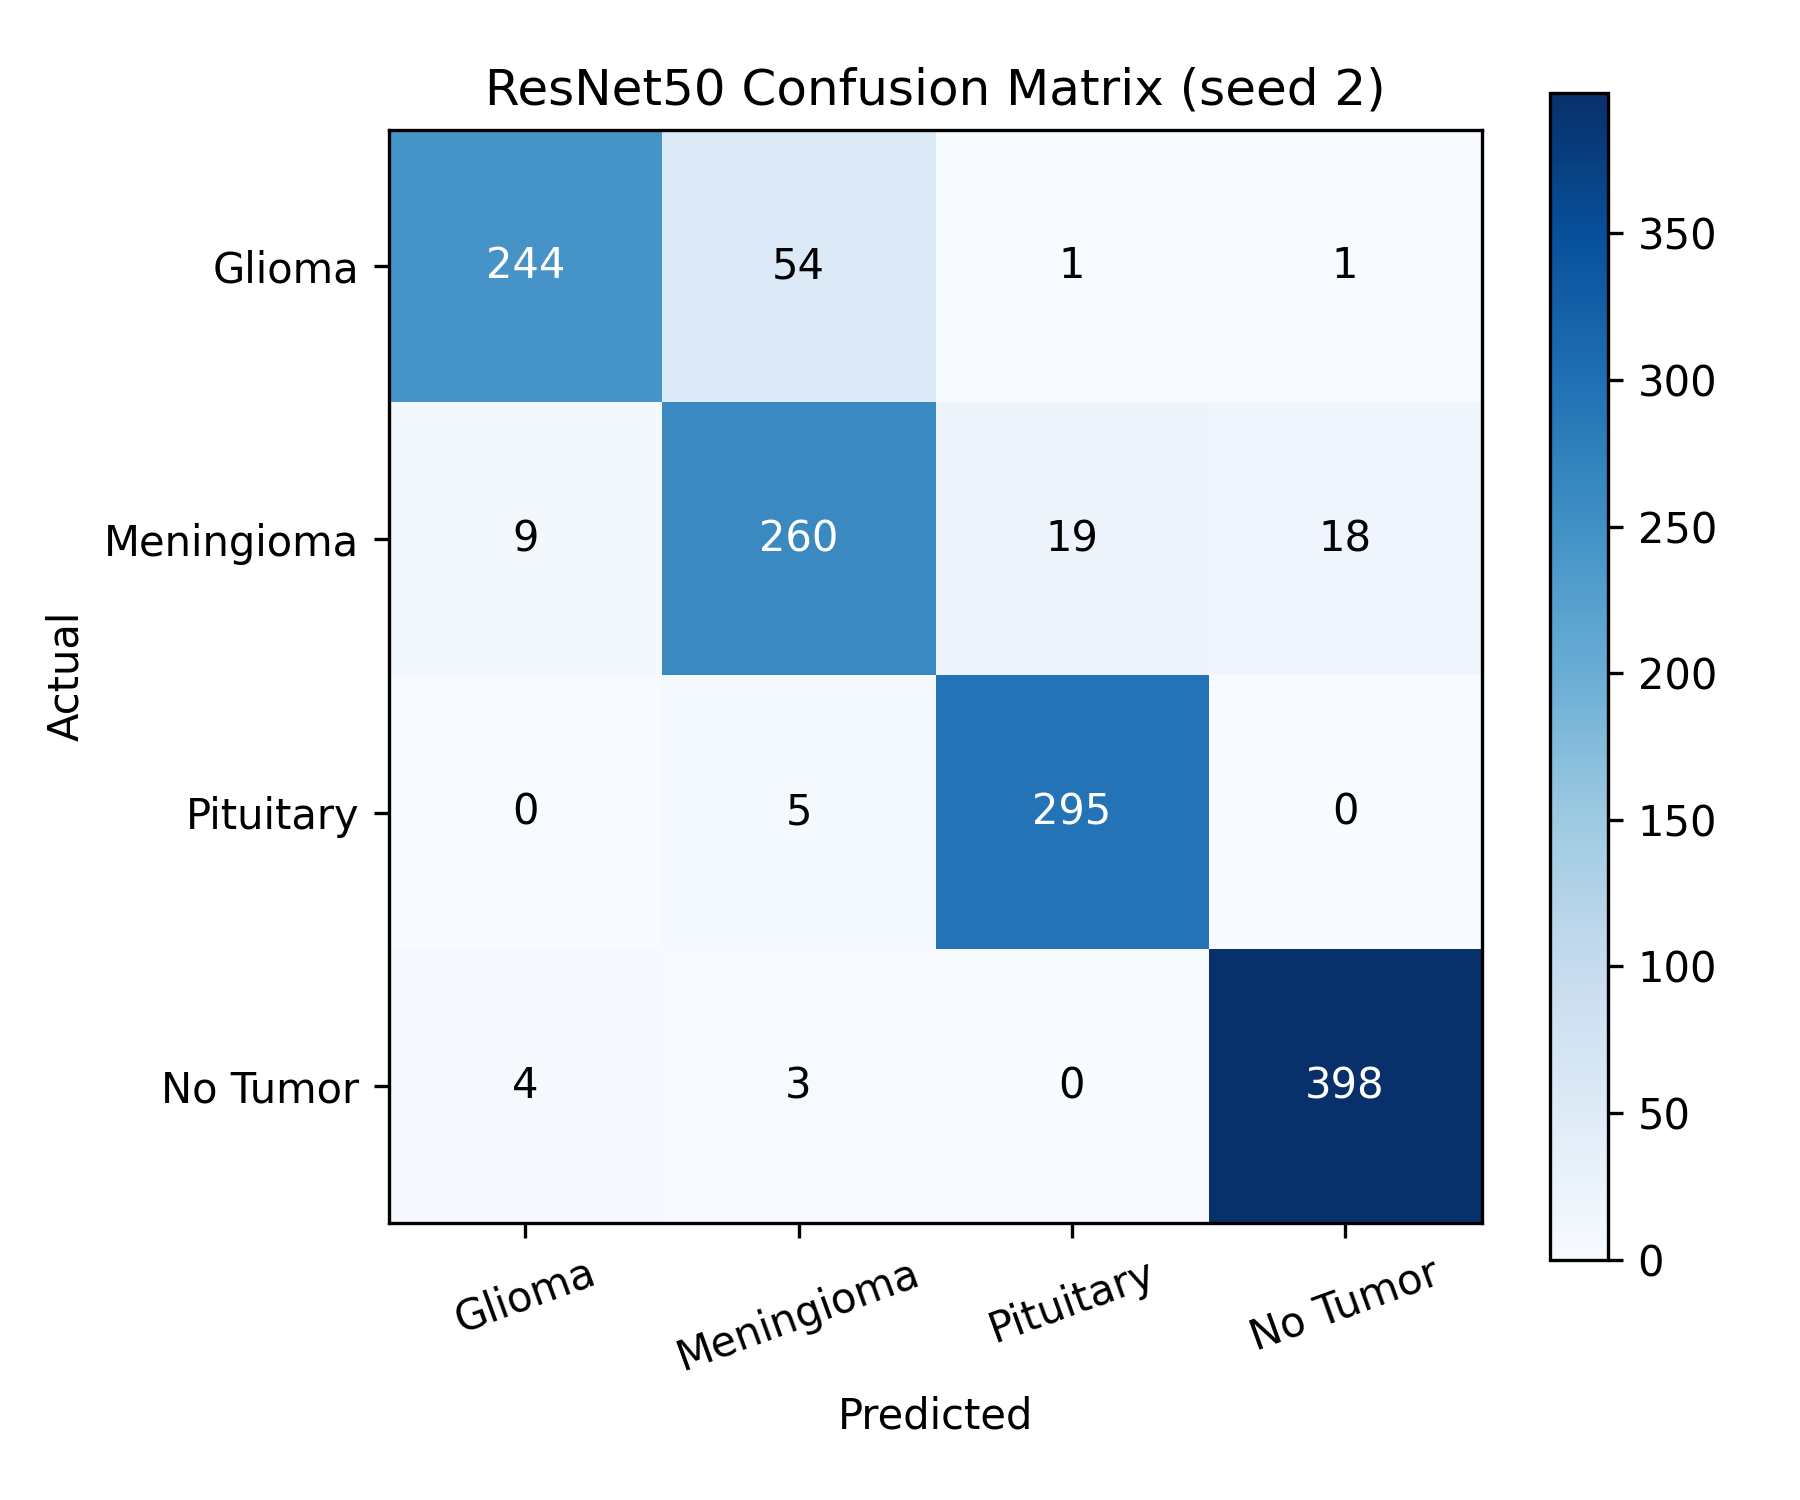 ResNet50 Confusion Matrix (seed 2)
Glioma 244 54 1 1
Meningioma 9 260 19 18
Pituitary 0 5 295 0
No Tumor 4 3 0 398
Actual
Glioma Meningioma Pituitary No Tumor
Predicted
350
300
250
200
150
100
50
0